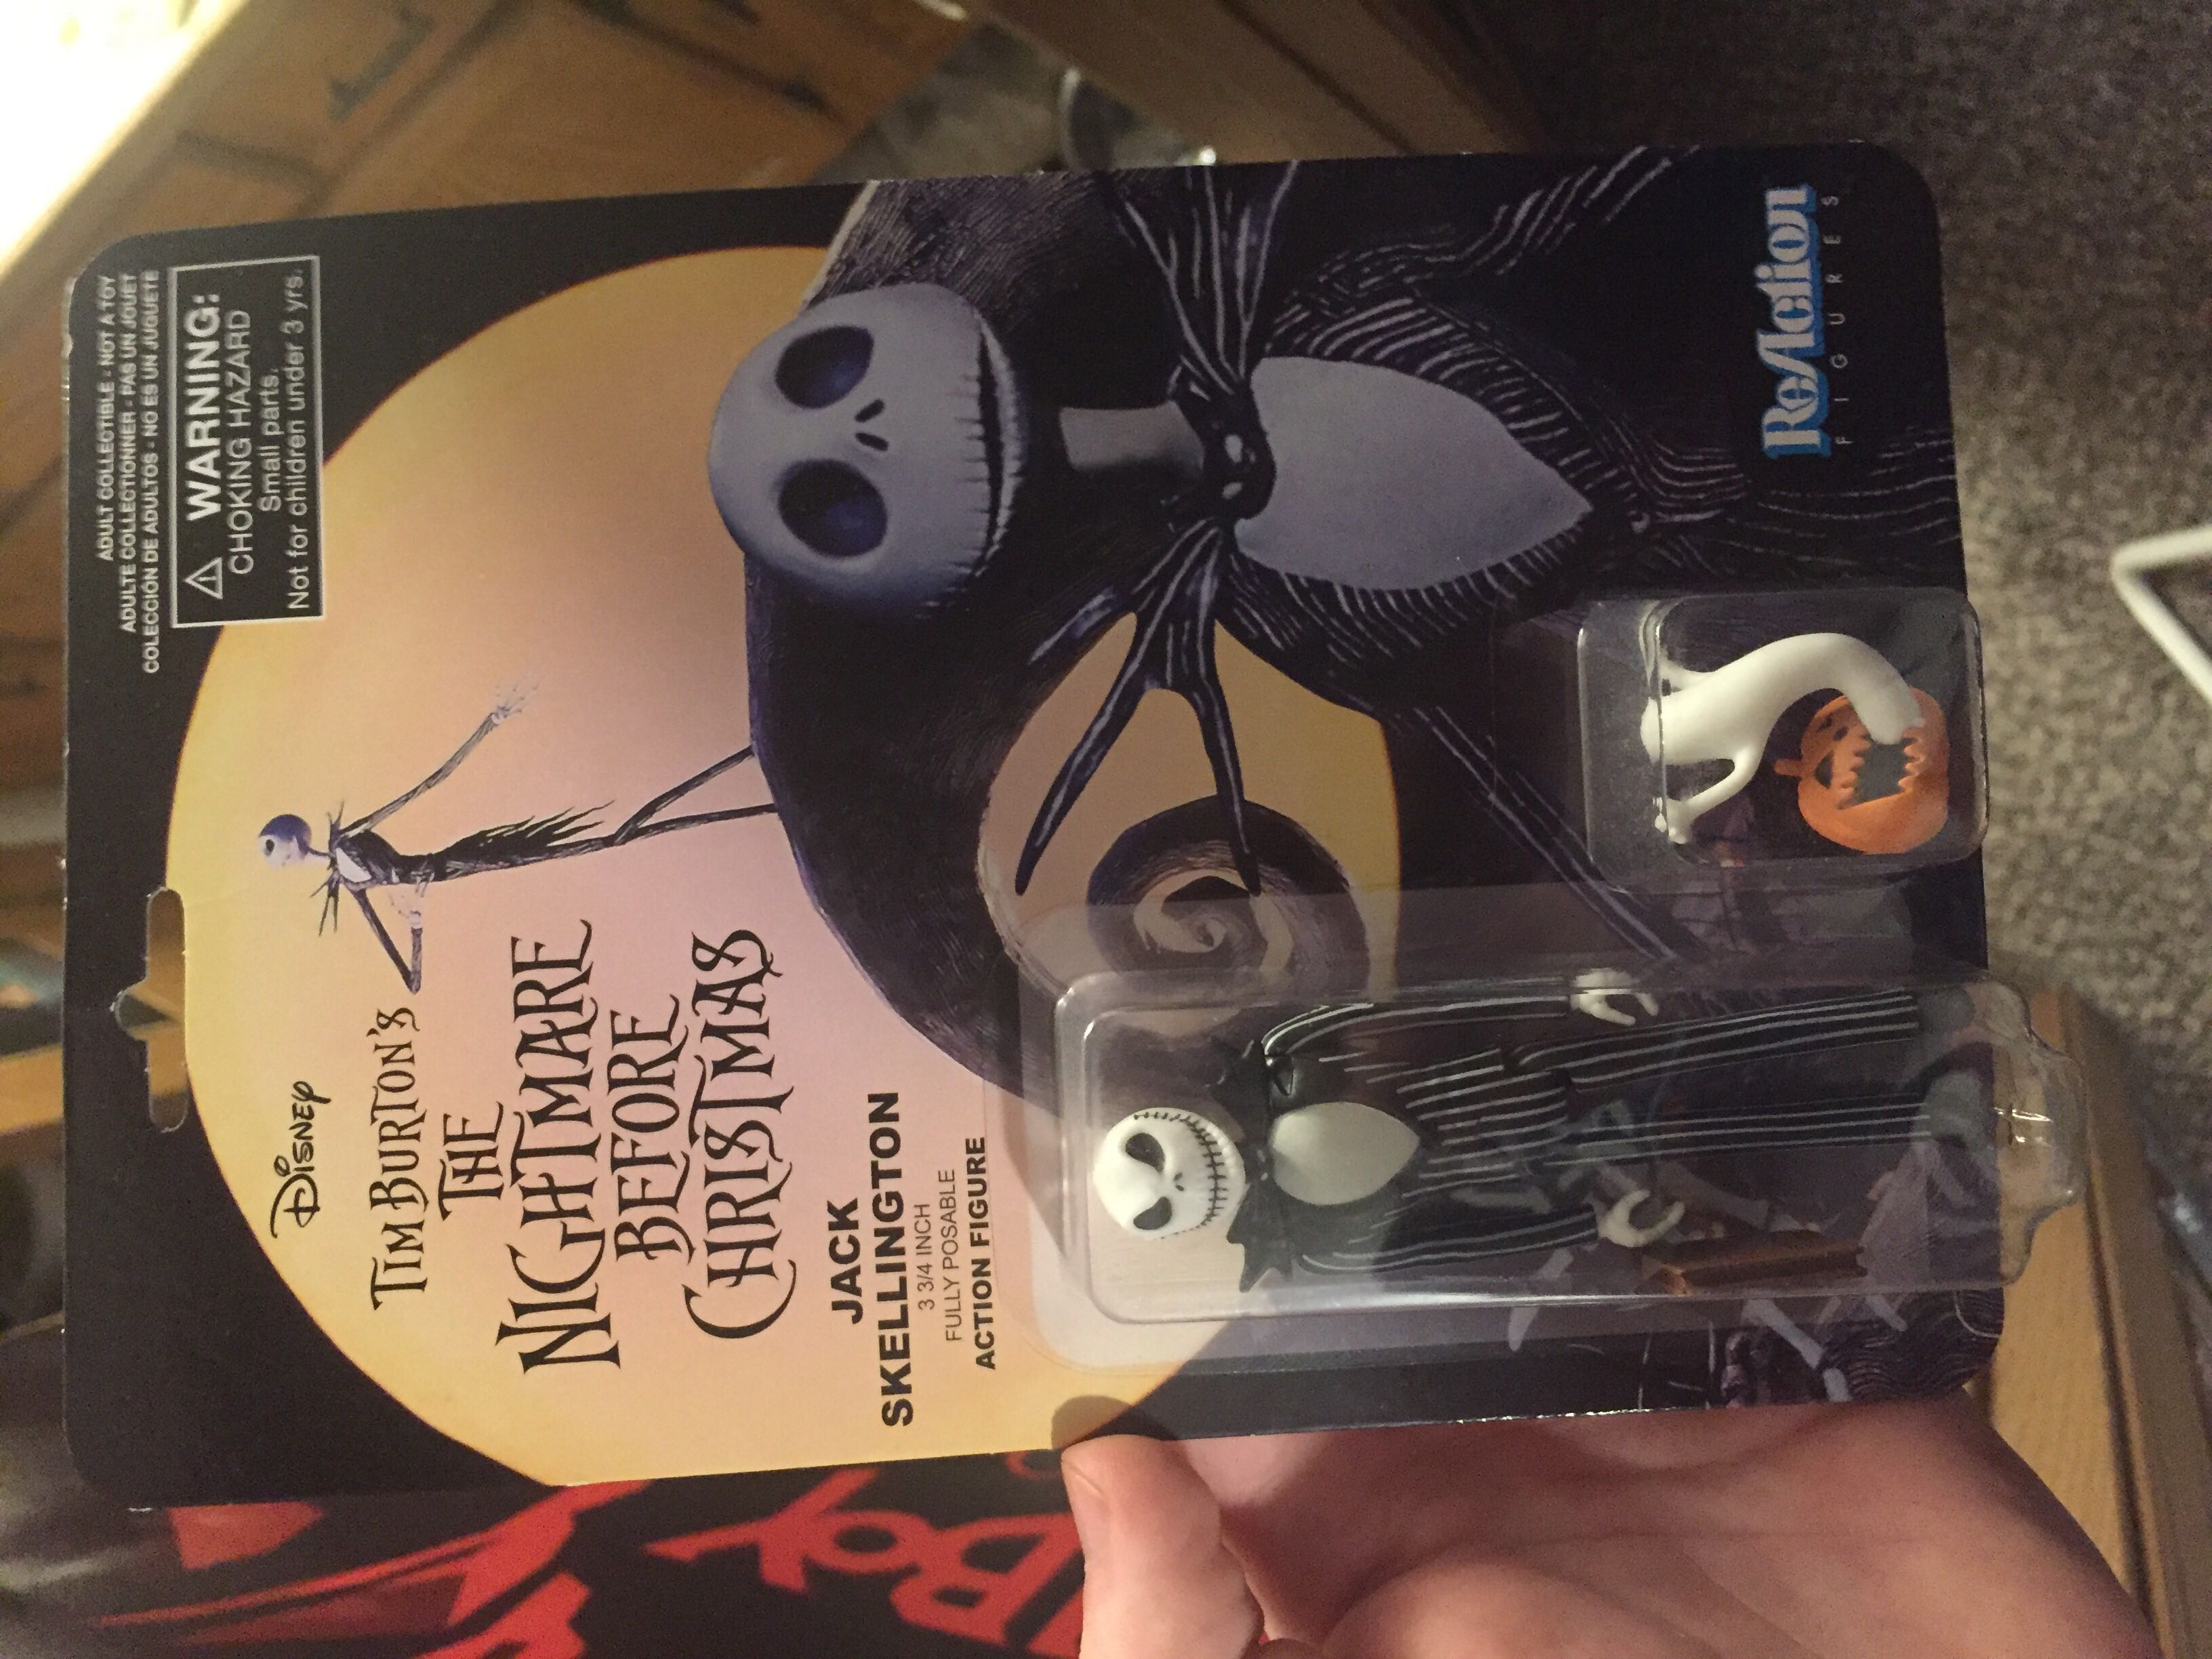 ADULT COLLECTIBLE - NOT A TOY
ADULTE COLLECTIONNER - PAS UN JOUET
COLECCIÓN DE ADULTOS - NO ES UN JUGUETE
WARNING:
CHOKING HAZARD
Small parts.
Not for children under 3 yrs.
DISNEY
TIM BURTON'S
THE
NIGHTMARE
BEFORE
CHRISTMAS
JACK
SKELLINGTON
3 3/4 INCH
FULLY POSABLE
ACTION FIGURE
ReAction
FIGURES
BOY